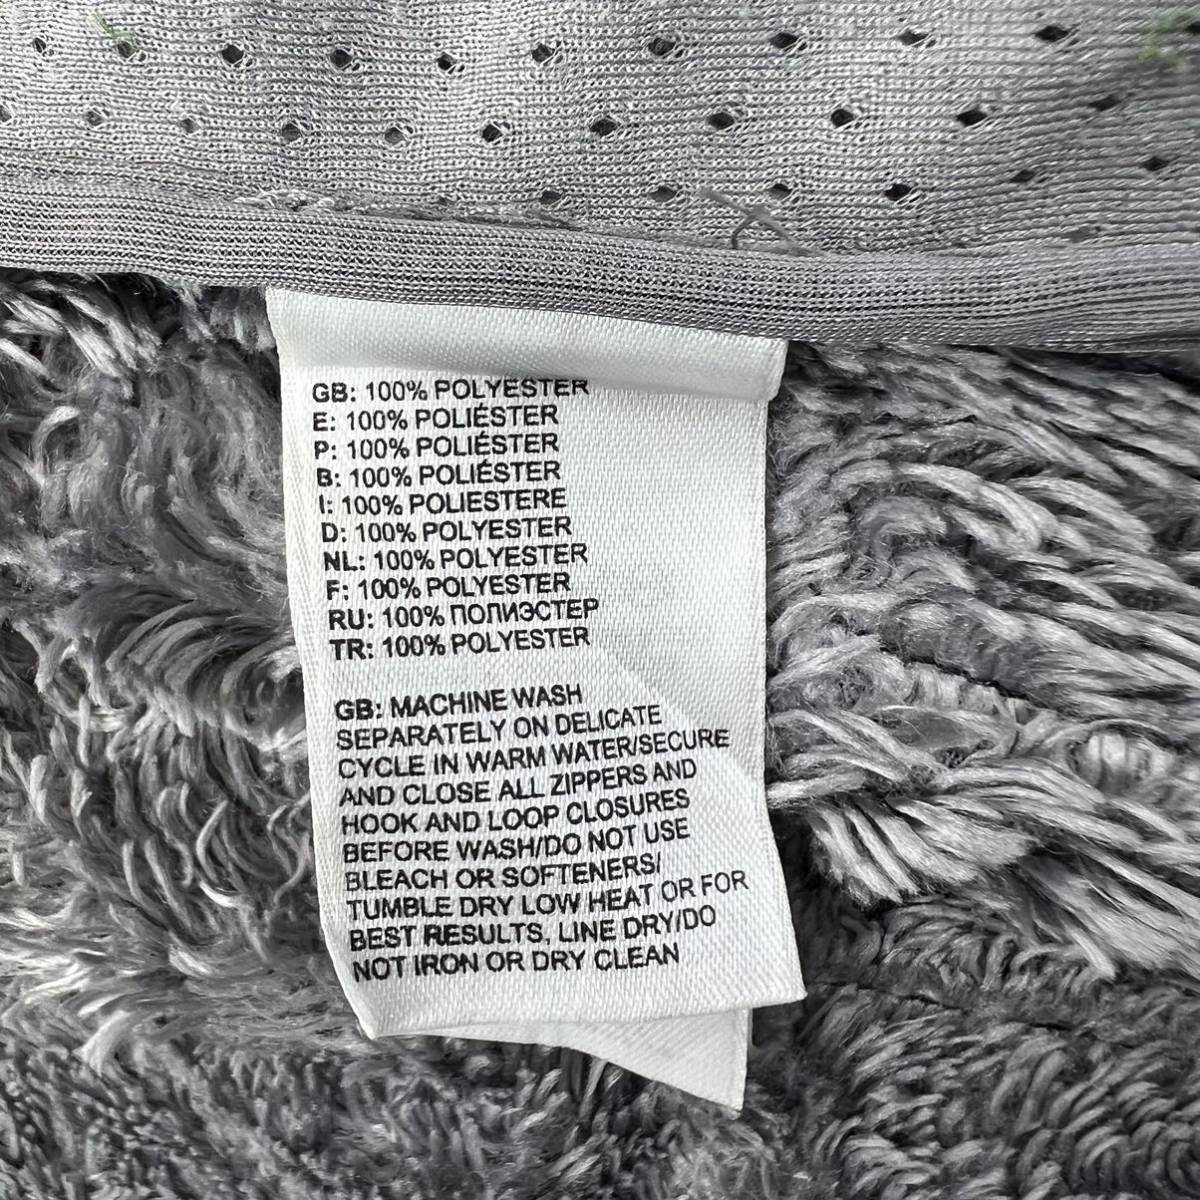 GB: 100% POLYESTER
E: 100% POLIÉSTER
P: 100% POLIÉSTER
B: 100% POLIÉSTER
I: 100% POLIESTERE
D: 100% POLYESTER
NL: 100% POLYESTER
F: 100% POLYESTER
RU: 100% ПОЛИЭСТЕР
TR: 100% POLYESTER
GB: MACHINE WASH
SEPARATELY ON DELICATE
CYCLE IN WARM WATER/SECURE
AND CLOSE ALL ZIPPERS AND
HOOK AND LOOP CLOSURES
BEFORE WASH/DO NOT USE
BLEACH OR SOFTENERS/
TUMBLE DRY LOW HEAT OR FOR
BEST RESULTS, LINE DRY/DO
NOT IRON OR DRY CLEAN